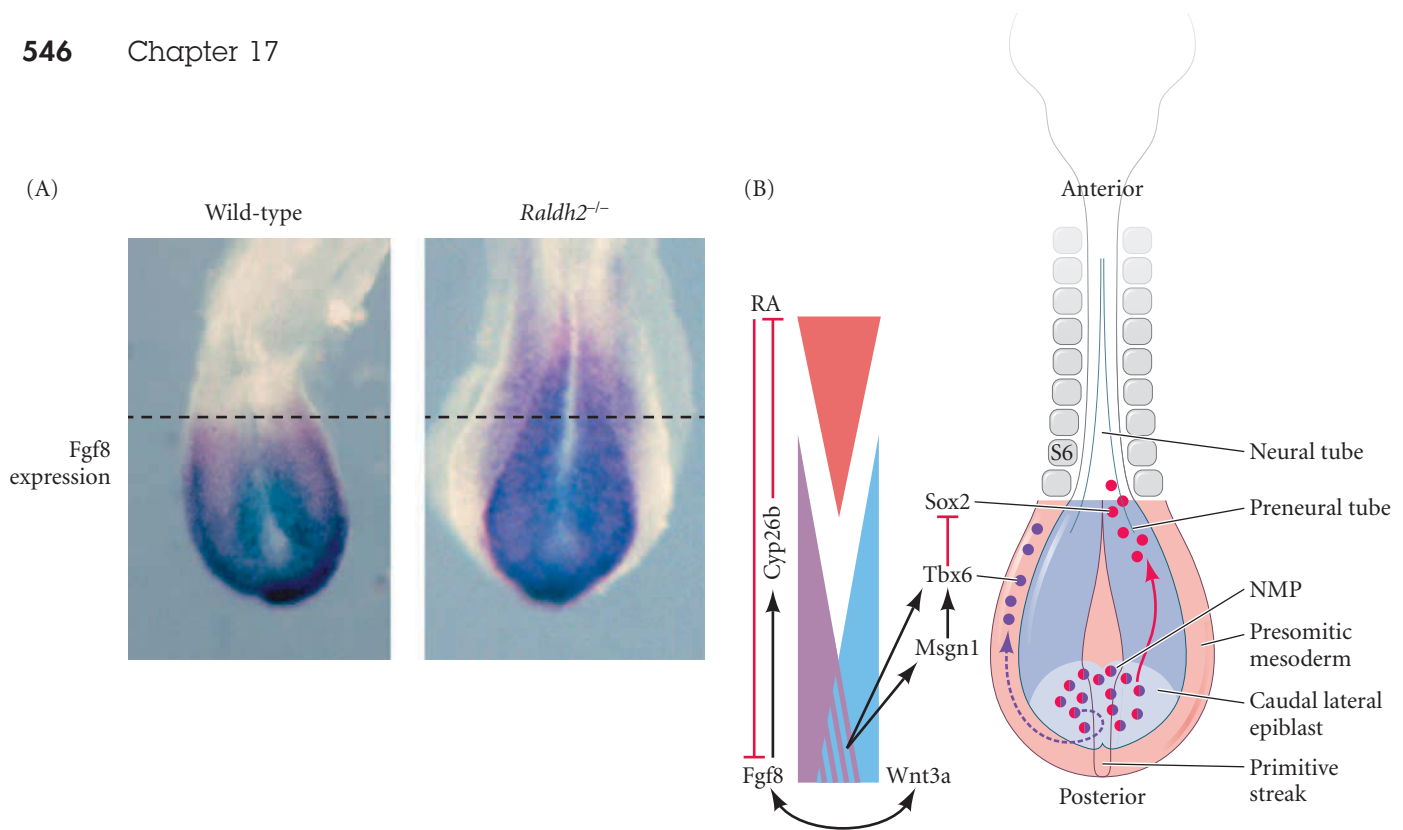 546 Chapter 17
(A)
Wild-type
Raldh2–/–
Fgf8
expression
(B)
RA
Cyp26b
Fgf8
Wnt3a
Sox2
Tbx6
Msgn1
Anterior
S6
Neural tube
Preneural tube
NMP
Presomitic
mesoderm
Caudal lateral
epiblast
Primitive
streak
Posterior